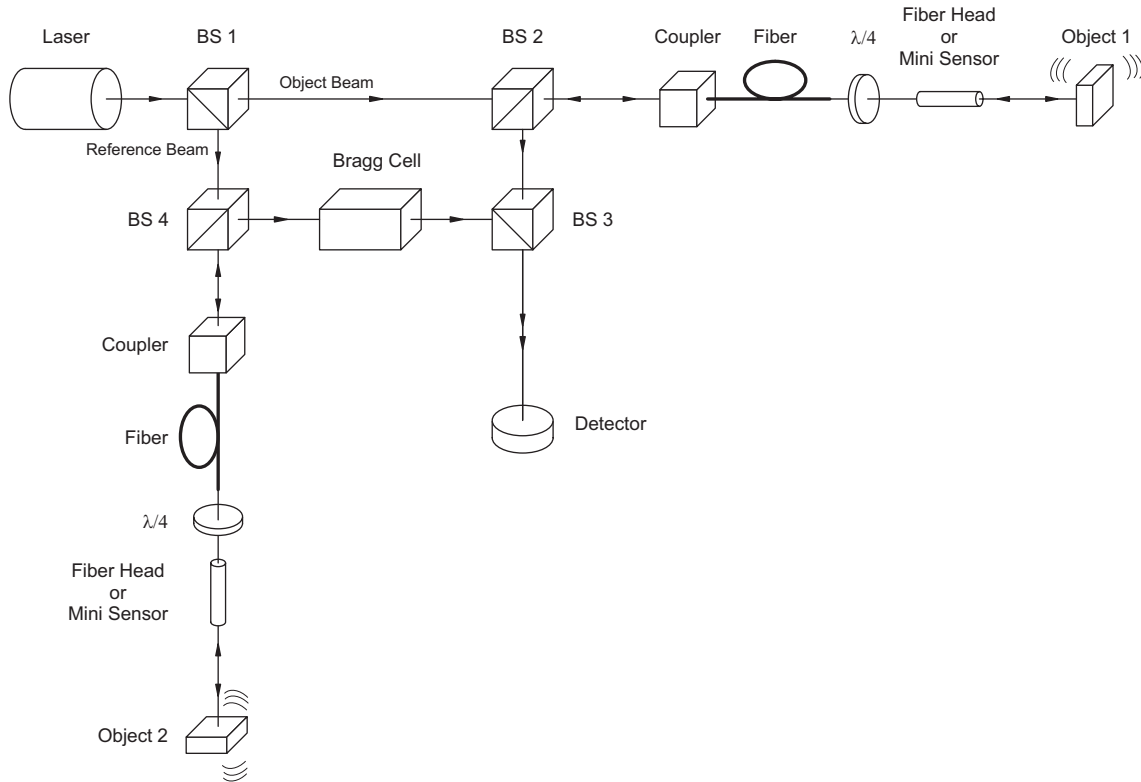 Laser
BS 1
BS 2
Coupler
Fiber
λ/4
Fiber Head
or
Mini Sensor
Object 1
Object Beam
Reference Beam
Bragg Cell
BS 4
BS 3
Coupler
Fiber
Detector
λ/4
Fiber Head
or
Mini Sensor
Object 2